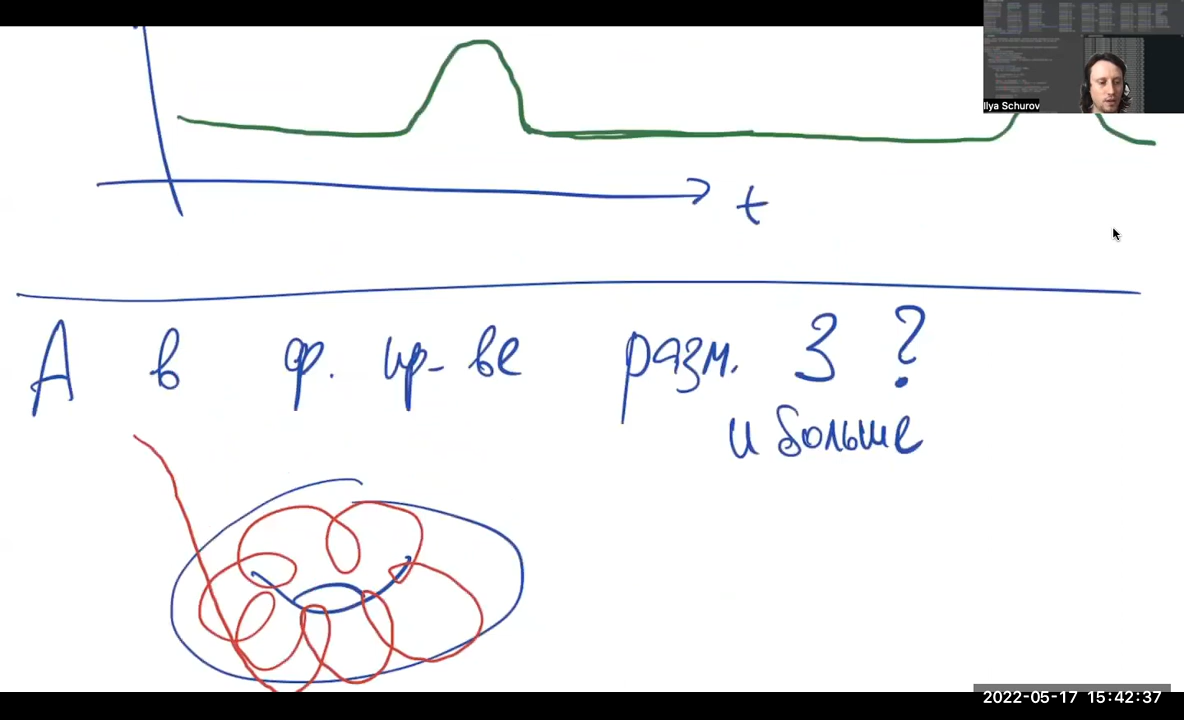 Ilya Schurov
t
А в ф. пр-ве разм. 3 ?
и больше
2022-05-17 15:42:37